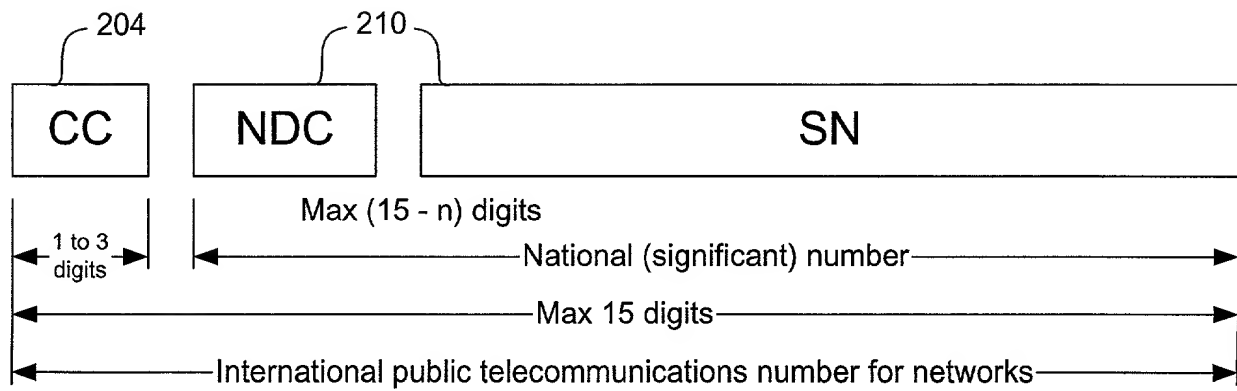 204
210
CC
NDC
SN
Max (15 - n) digits
1 to 3
digits
National (significant) number
Max 15 digits
International public telecommunications number for networks